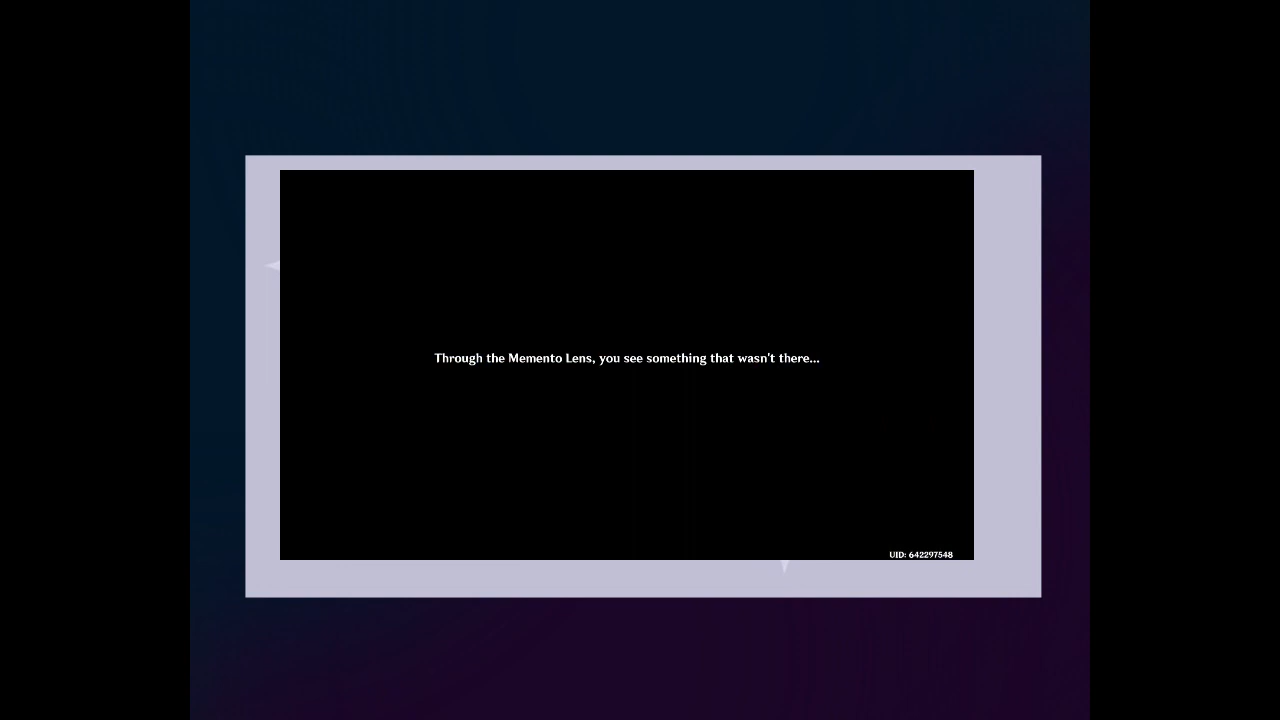 Through the Memento Lens, you see something that wasn't there...
UID: 642297548